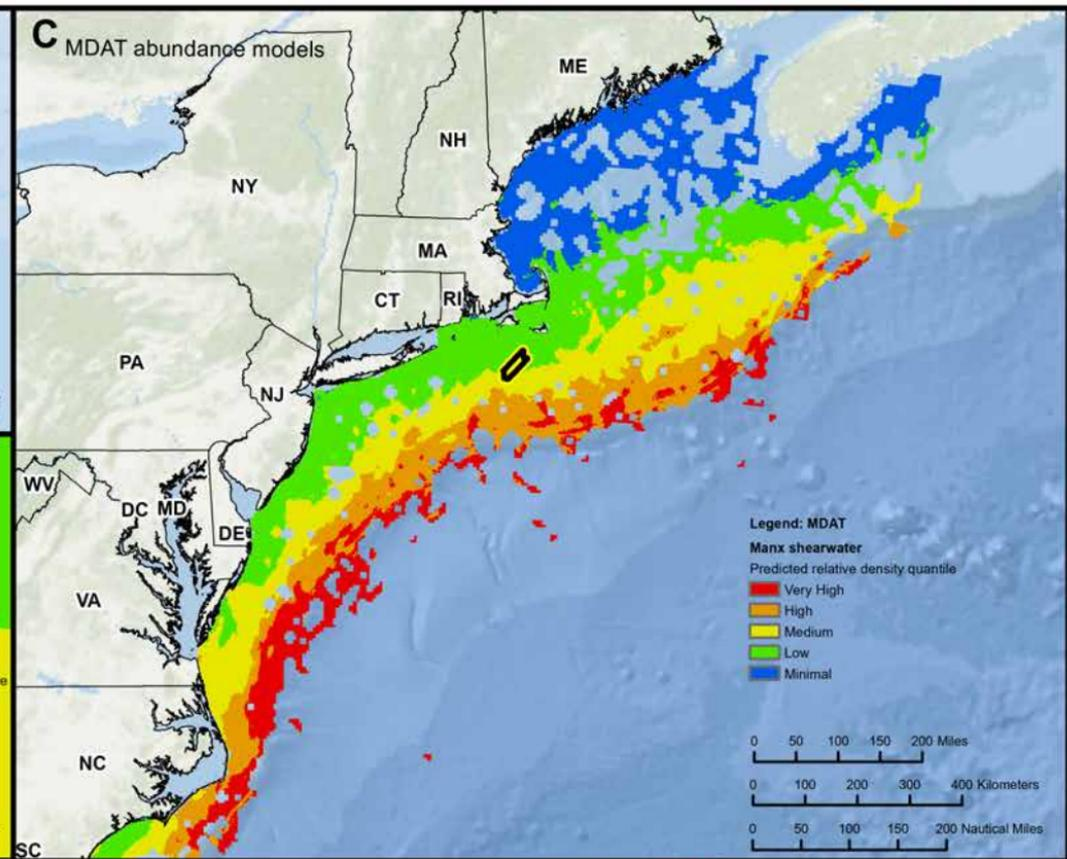 C MDAT abundance models
ME
NH
NY
MA
CT
RI
PA
NJ
WV
DC
MD
DE
VA
NC
SC
Legend: MDAT
Manx shearwater
Predicted relative density quantile
Very High
High
Medium
Low
Minimal
0 50 100 150 200 Miles
0 100 200 300 400 Kilometers
0 50 100 150 200 Nautical Miles